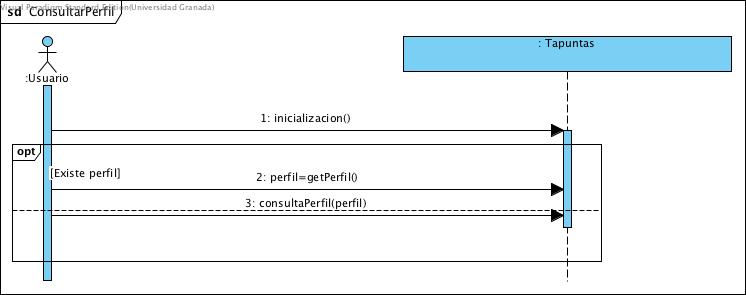 Visual Paradigm Standard Edition(Universidad Granada)
sd ConsultarPerfil
:Usuario
: Tapuntas
1: inicializacion()
opt
[Existe perfil]
2: perfil=getPerfil()
3: consultaPerfil(perfil)